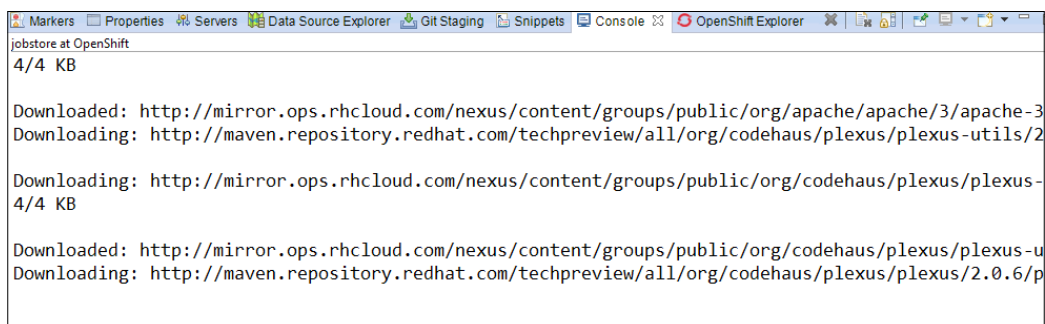 Markers Properties Servers Data Source Explorer Git Staging Snippets Console OpenShift Explorer
jobstore at OpenShift
4/4 KB
Downloaded: http://mirror.ops.rhcloud.com/nexus/content/groups/public/org/apache/apache/3/apache-3
Downloading: http://maven.repository.redhat.com/techpreview/all/org/codehaus/plexus/plexus-utils/2
Downloading: http://mirror.ops.rhcloud.com/nexus/content/groups/public/org/codehaus/plexus/plexus-
4/4 KB
Downloaded: http://mirror.ops.rhcloud.com/nexus/content/groups/public/org/codehaus/plexus/plexus-u
Downloading: http://maven.repository.redhat.com/techpreview/all/org/codehaus/plexus/plexus/2.0.6/p